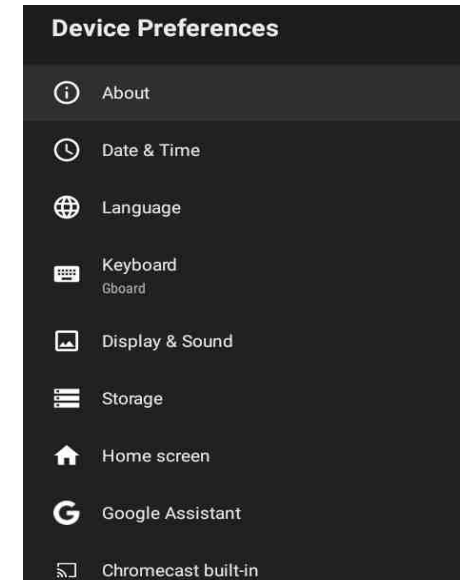 Device Preferences
About
Date & Time
Language
Keyboard
Gboard
Display & Sound
Storage
Home screen
Google Assistant
Chromecast built-in